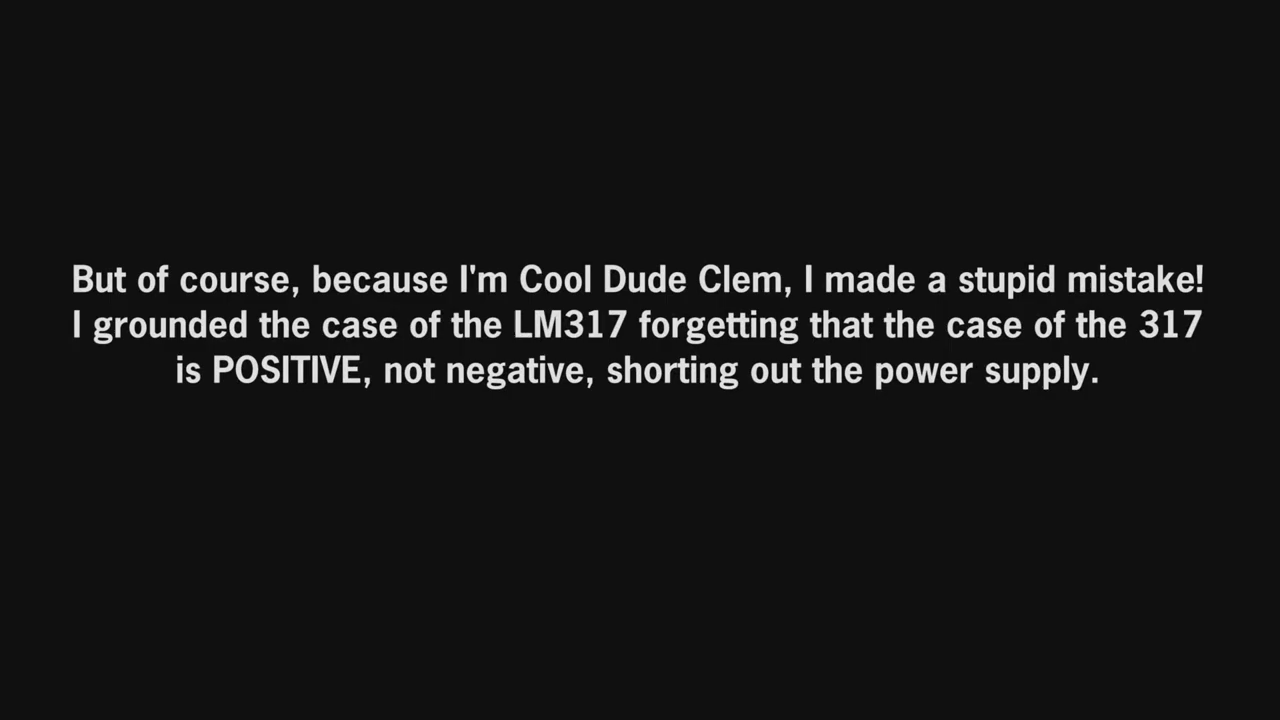 But of course, because I'm Cool Dude Clem, I made a stupid mistake!
I grounded the case of the LM317 forgetting that the case of the 317
is POSITIVE, not negative, shorting out the power supply.